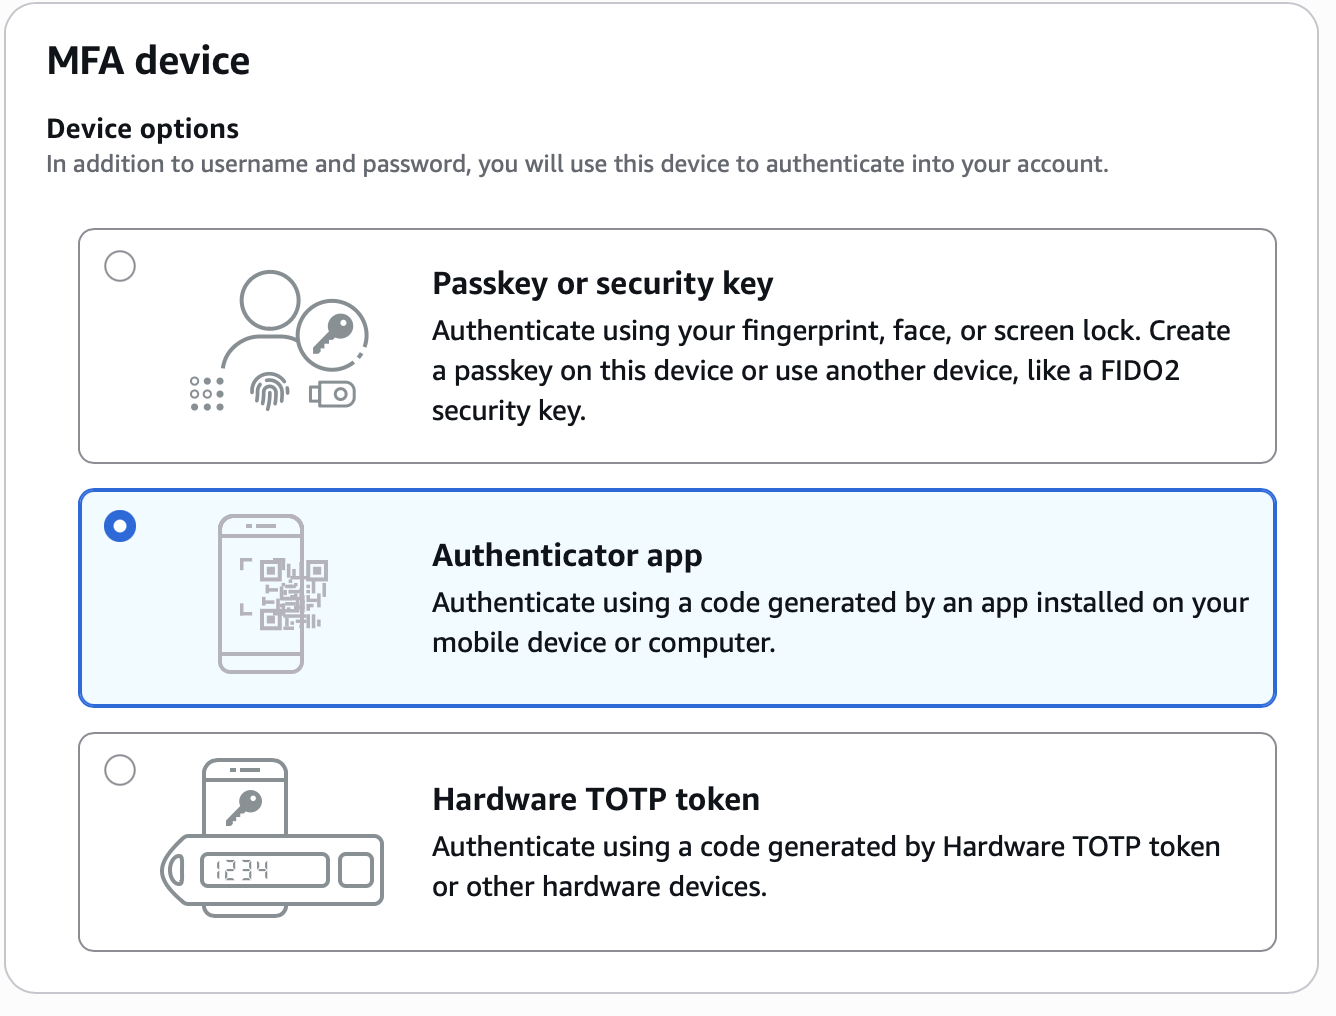 MFA device
Device options
In addition to username and password, you will use this device to authenticate into your account.
Passkey or security key
Authenticate using your fingerprint, face, or screen lock. Create
a passkey on this device or use another device, like a FIDO2
security key.
Authenticator app
Authenticate using a code generated by an app installed on your
mobile device or computer.
Hardware TOTP token
Authenticate using a code generated by Hardware TOTP token
or other hardware devices.
1234